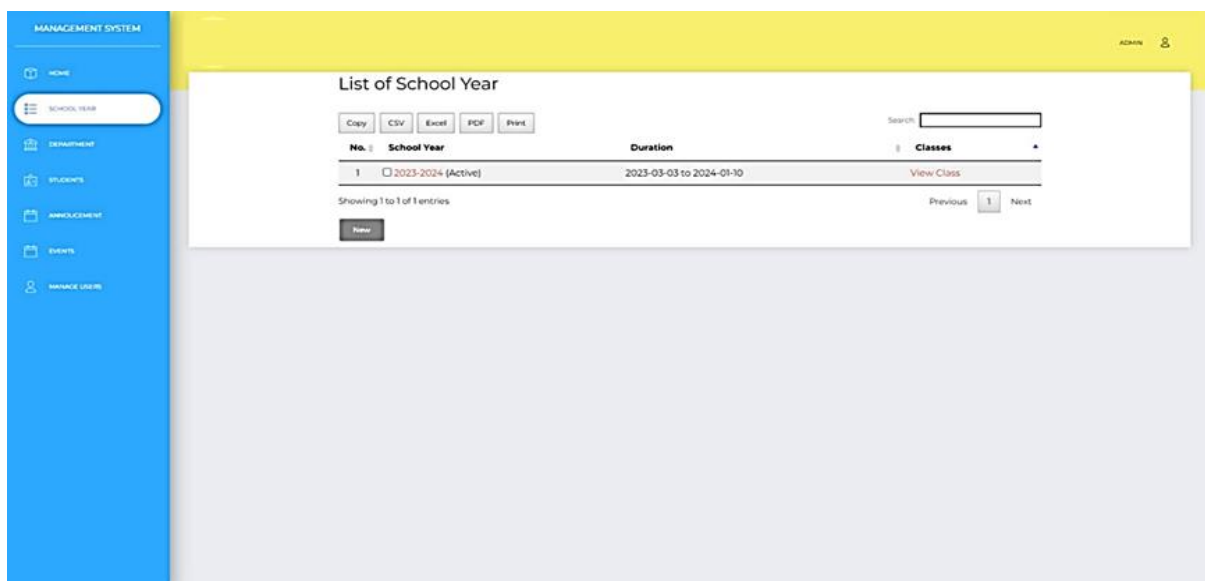 MANAGEMENT SYSTEM
ADMIN
HOME
SCHOOL YEAR
DEPARTMENT
STUDENTS
ANNOUCEMENT
EVENTS
MANAGE USERS
List of School Year
Copy CSV Excel PDF Print
Search:
No. School Year Duration Classes
1 2023-2024 (Active) 2023-03-03 to 2024-01-10 View Class
Showing 1 to 1 of 1 entries
Previous 1 Next
New